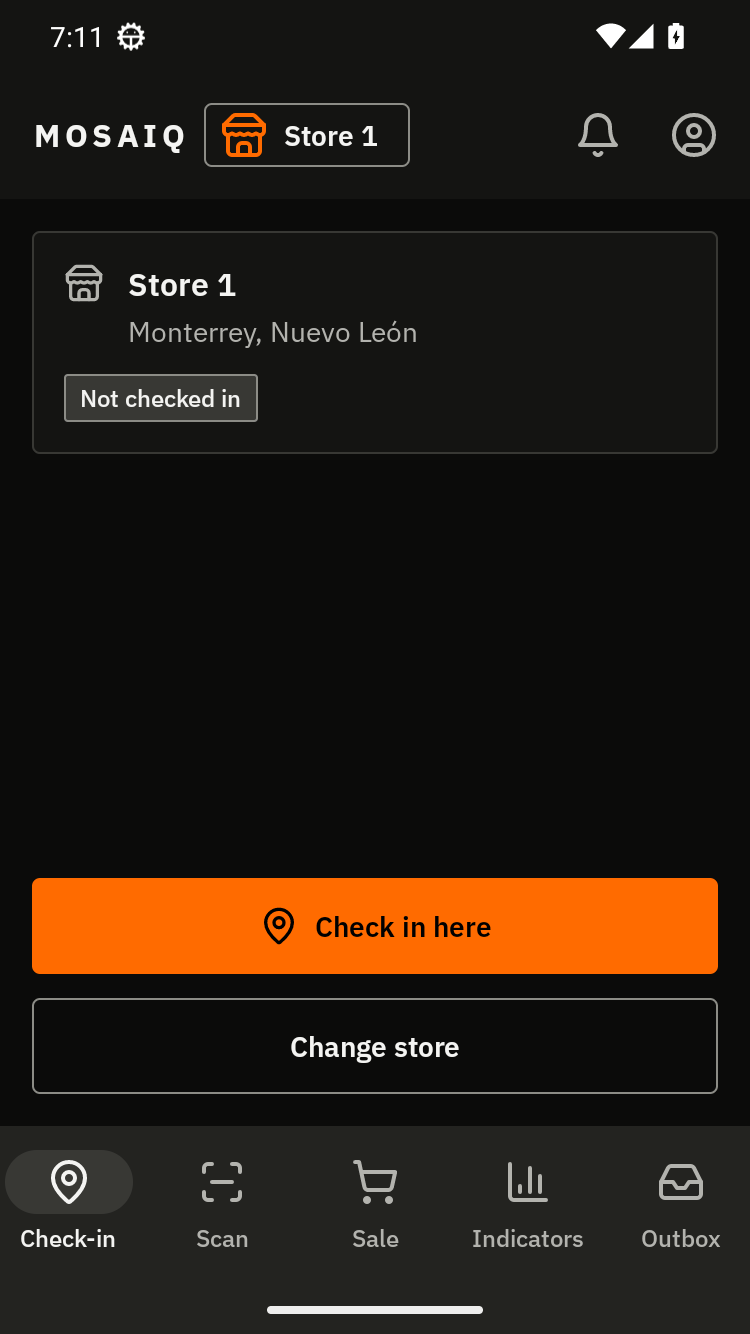 7:11
MOSAIQ
Store 1
Store 1
Monterrey, Nuevo León
Not checked in
Check in here
Change store
Check-in
Scan
Sale
Indicators
Outbox